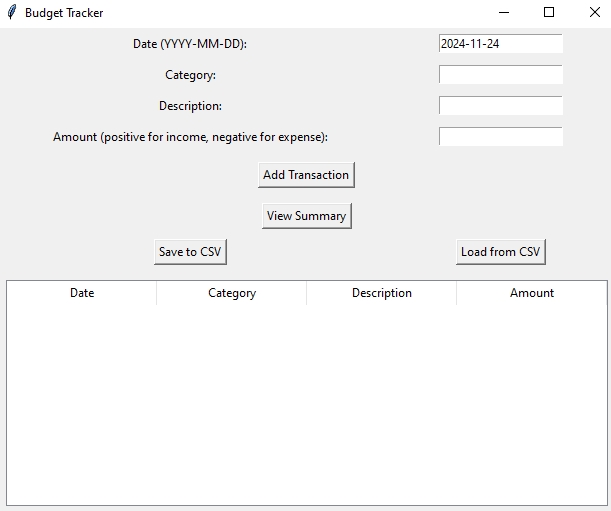 Budget Tracker
Date (YYYY-MM-DD): 2024-11-24
Category:
Description:
Amount (positive for income, negative for expense):
Add Transaction
View Summary
Save to CSV Load from CSV
Date Category Description Amount